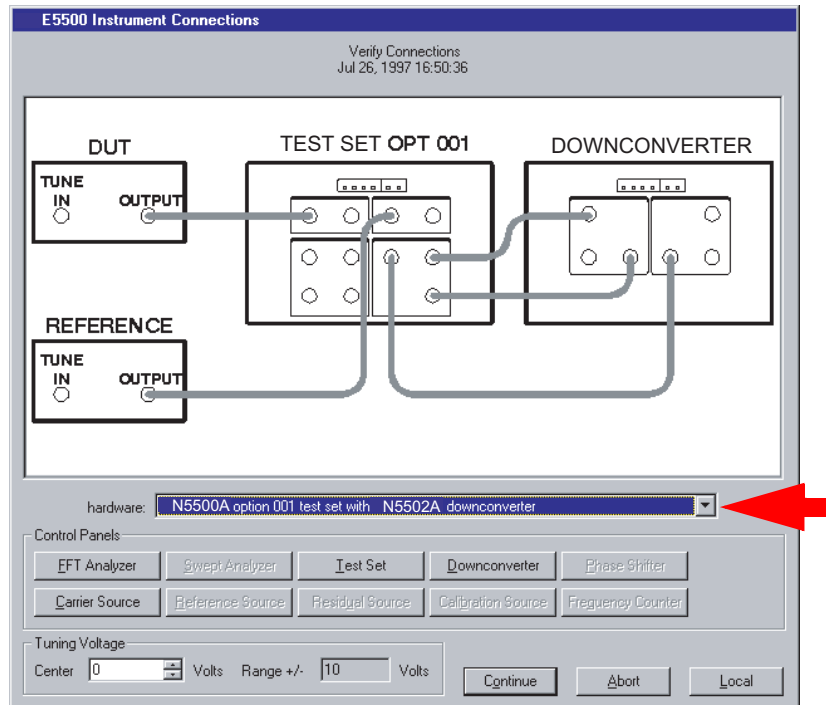 E5500 Instrument Connections
Verify Connections
Jul 26, 1997 16:50:36
DUT
TUNE
IN
OUTPUT
TEST SET OPT 001
DOWNCONVERTER
REFERENCE
TUNE
IN
OUTPUT
hardware: N5500A option 001 test set with N5502A downconverter
Control Panels
FFT Analyzer Swept Analyzer Test Set Downconverter Phase Shifter
Carrier Source Reference Source Residual Source Calibration Source Frequency Counter
Tuning Voltage
Center 0 Volts Range +/- 10 Volts Continue Abort Local